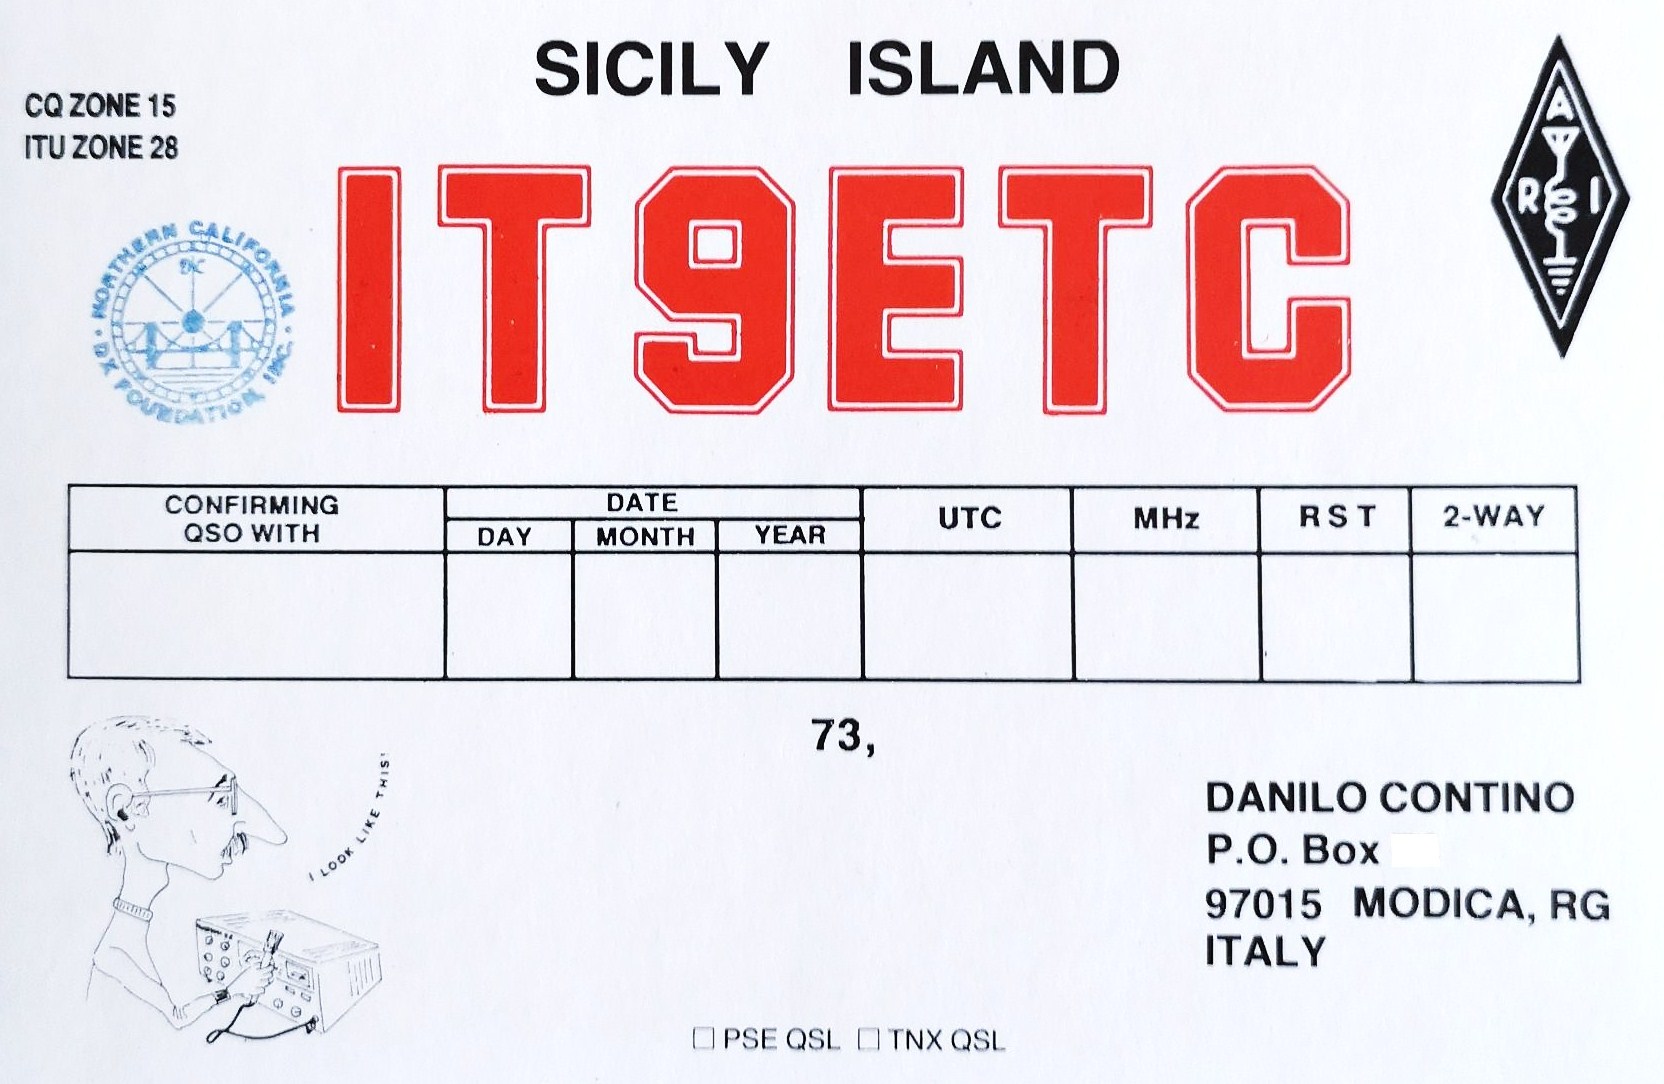 SICILY ISLAND
CQ ZONE 15
ITU ZONE 28
IT9ETC
A
R I
NORTHERN CALIFORNIA
· DX FOUNDATION INC. ·
CONFIRMING
QSO WITH
DATE
DAY MONTH YEAR
UTC
MHz
RST
2-WAY
73,
I LOOK LIKE THIS!
DANILO CONTINO
P.O. Box
97015 MODICA, RG
ITALY
□ PSE QSL □ TNX QSL